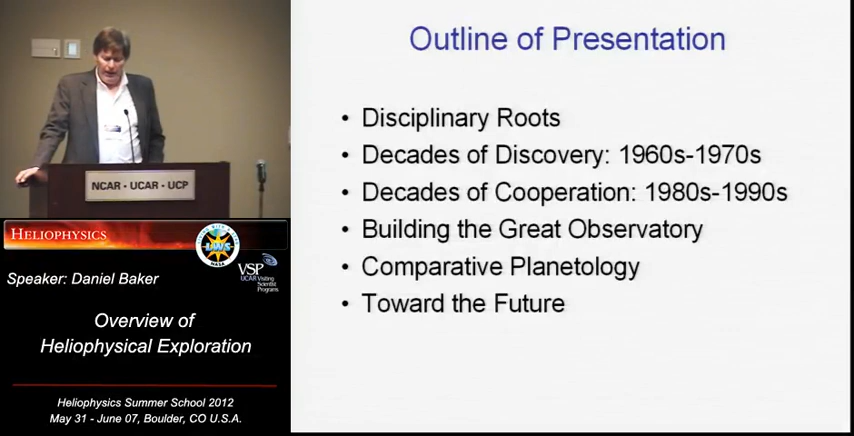 Outline of Presentation
• Disciplinary Roots
• Decades of Discovery: 1960s-1970s
• Decades of Cooperation: 1980s-1990s
• Building the Great Observatory
• Comparative Planetology
• Toward the Future
NCAR • UCAR • UCP
HELIOPHYSICS
LWS
NASA
Speaker: Daniel Baker
VSP
UCAR Visiting
Scientist
Programs
Overview of
Heliophysical Exploration
Heliophysics Summer School 2012
May 31 - June 07, Boulder, CO U.S.A.